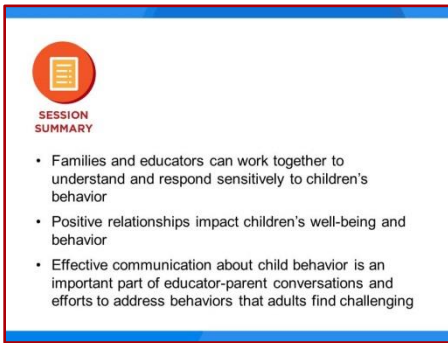 SESSION
SUMMARY
• Families and educators can work together to
understand and respond sensitively to children's
behavior
• Positive relationships impact children's well-being and
behavior
• Effective communication about child behavior is an
important part of educator-parent conversations and
efforts to address behaviors that adults find challenging